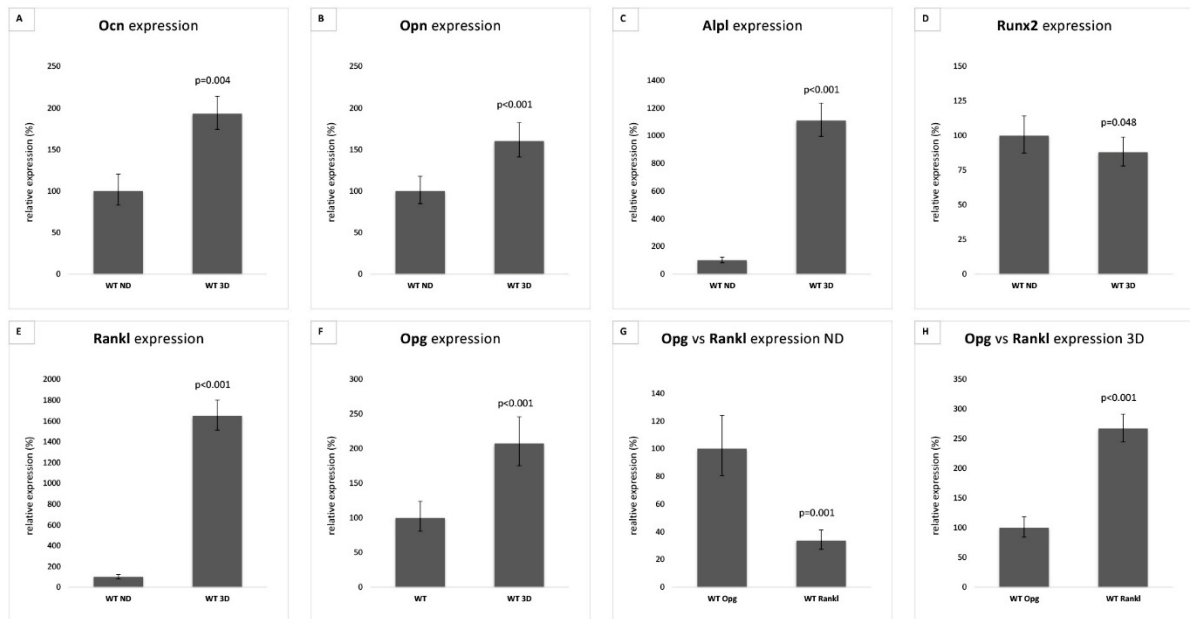 A
Ocn expression
relative expression (%)
250
200
150
100
50
0
p=0.004
WT ND
WT 3D
B
Opn expression
relative expression (%)
250
200
150
100
50
0
p<0.001
WT ND
WT 3D
C
Alpl expression
relative expression (%)
1400
1200
1000
800
600
400
200
0
p<0.001
WT ND
WT 3D
D
Runx2 expression
relative expression (%)
150
125
100
75
50
25
0
p=0.048
WT ND
WT 3D
E
Rankl expression
relative expression (%)
2000
1800
1600
1400
1200
1000
800
600
400
200
0
p<0.001
WT ND
WT 3D
F
Opg expression
relative expression (%)
300
250
200
150
100
50
0
p<0.001
WT
WT 3D
G
Opg vs Rankl expression ND
realtive expression (%)
140
120
100
80
60
40
20
0
p=0.001
WT Opg
WT Rankl
H
Opg vs Rankl expression 3D
relative expression (%)
350
300
250
200
150
100
50
0
p<0.001
WT Opg
WT Rankl